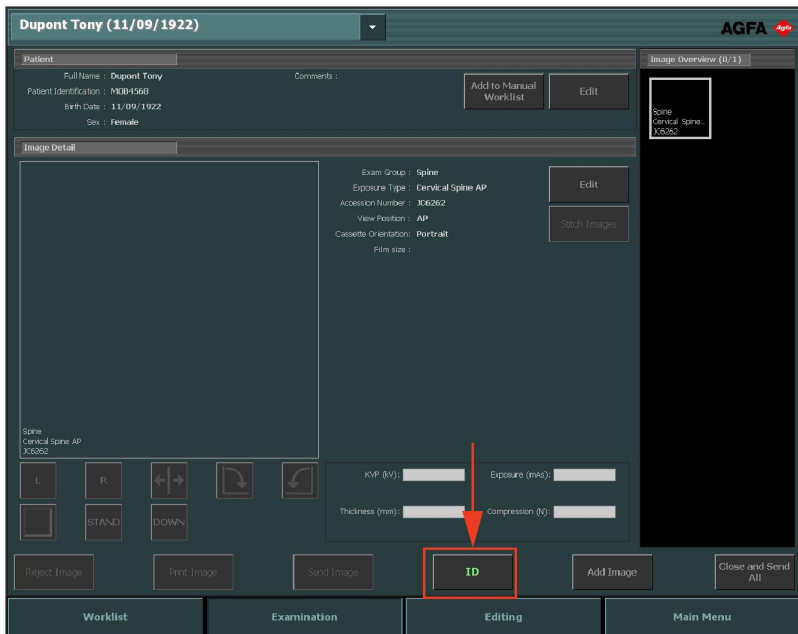 Dupont Tony (11/09/1922)
AGFA
Agfa
Patient
Full Name : Dupont Tony
Patient Identification : MOB456B
Birth Date : 11/09/1922
Sex : Female
Comments :
Add to Manual
Worklist
Edit
Image Overview (0/1)
Spine
Cervical Spine...
JC6262
Image Detail
Exam Group : Spine
Exposure Type : Cervical Spine AP
Accession Number : JC6262
View Position : AP
Cassette Orientation: Portrait
Film size :
Edit
Stitch Images
Spine
Cervical Spine AP
JC6262
L
R
STAND
DOWN
KVP (kV):
Exposure (mAs):
Thickness (mm):
Compression (N):
Reject Image
Print Image
Send Image
ID
Add Image
Close and Send
All
Worklist
Examination
Editing
Main Menu